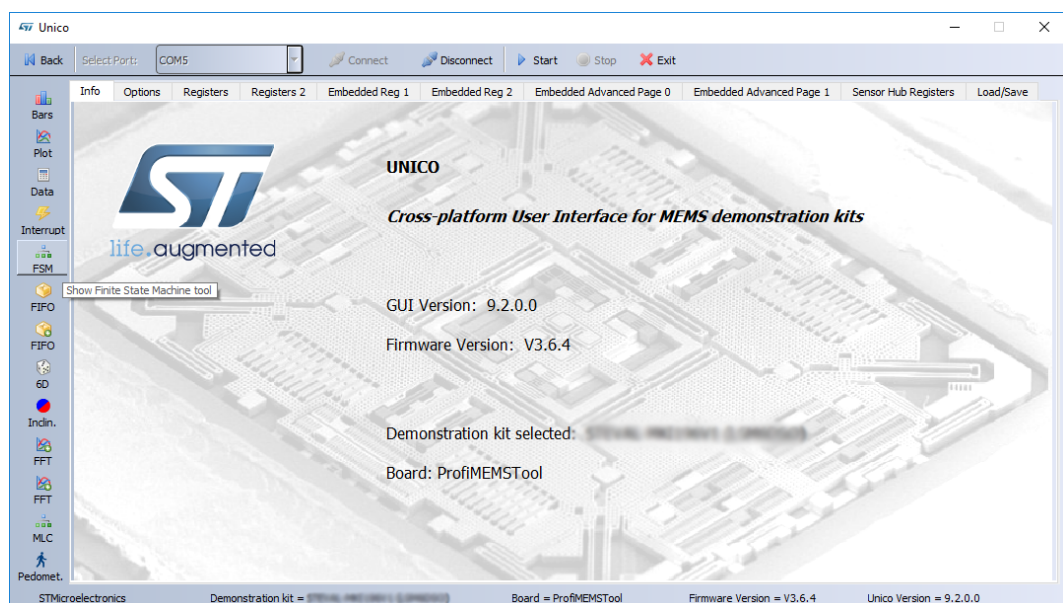 Unico
Back Select Port: COM5 Connect Disconnect Start Stop Exit
Info Options Registers Registers 2 Embedded Reg 1 Embedded Reg 2 Embedded Advanced Page 0 Embedded Advanced Page 1 Sensor Hub Registers Load/Save
Bars
Plot
Data
Interrupt
FSM
Show Finite State Machine tool
FIFO
FIFO
6D
Inclin.
FFT
FFT
MLC
Pedomet.
ST
life.augmented
UNICO
Cross-platform User Interface for MEMS demonstration kits
GUI Version: 9.2.0.0
Firmware Version: V3.6.4
Demonstration kit selected:
Board: ProfiMEMSTool
STMicroelectronics Demonstration kit = Board = ProfiMEMSTool Firmware Version = V3.6.4 Unico Version = 9.2.0.0